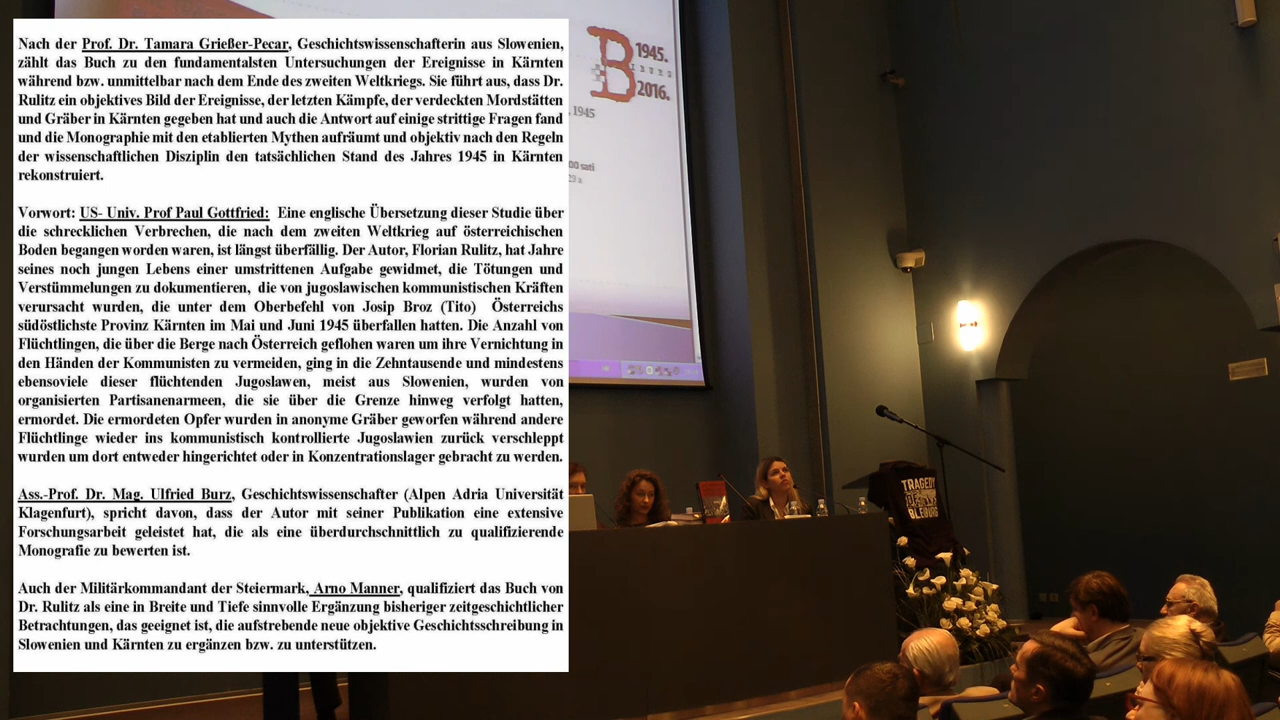 Nach der Prof. Dr. Tamara Grießer-Pecar, Geschichtswissenschafterin aus Slowenien,
zählt das Buch zu den fundamentalsten Untersuchungen der Ereignisse in Kärnten
während bzw. unmittelbar nach dem Ende des zweiten Weltkriegs. Sie führt aus, dass Dr.
Rulitz ein objektives Bild der Ereignisse, der letzten Kämpfe, der verdeckten Mordstätten
und Gräber in Kärnten gegeben hat und auch die Antwort auf einige strittige Fragen fand
und die Monographie mit den etablierten Mythen aufräumt und objektiv nach den Regeln
der wissenschaftlichen Disziplin den tatsächlichen Stand des Jahres 1945 in Kärnten
rekonstruiert.
Vorwort: US- Univ. Prof Paul Gottfried: Eine englische Übersetzung dieser Studie über
die schrecklichen Verbrechen, die nach dem zweiten Weltkrieg auf österreichischen
Boden begangen worden waren, ist längst überfällig. Der Autor, Florian Rulitz, hat Jahre
seines noch jungen Lebens einer umstrittenen Aufgabe gewidmet, die Tötungen und
Verstümmelungen zu dokumentieren, die von jugoslawischen kommunistischen Kräften
verursacht wurden, die unter dem Oberbefehl von Josip Broz (Tito) Österreichs
südöstlichste Provinz Kärnten im Mai und Juni 1945 überfallen hatten. Die Anzahl von
Flüchtlingen, die über die Berge nach Österreich geflohen waren um ihre Vernichtung in
den Händen der Kommunisten zu vermeiden, ging in die Zehntausende und mindestens
ebensoviele dieser flüchtenden Jugoslawen, meist aus Slowenien, wurden von
organisierten Partisanenarmeen, die sie über die Grenze hinweg verfolgt hatten,
ermordet. Die ermordeten Opfer wurden in anonyme Gräber geworfen während andere
Flüchtlinge wieder ins kommunistisch kontrollierte Jugoslawien zurück verschleppt
wurden um dort entweder hingerichtet oder in Konzentrationslager gebracht zu werden.
Ass.-Prof. Dr. Mag. Ulfried Burz, Geschichtswissenschafter (Alpen Adria Universität
Klagenfurt), spricht davon, dass der Autor mit seiner Publikation eine extensive
Forschungsarbeit geleistet hat, die als eine überdurchschnittlich zu qualifizierende
Monografie zu bewerten ist.
Auch der Militärkommandant der Steiermark, Arno Manner, qualifiziert das Buch von
Dr. Rulitz als eine in Breite und Tiefe sinnvolle Ergänzung bisheriger zeitgeschichtlicher
Betrachtungen, das geeignet ist, die aufstrebende neue objektive Geschichtsschreibung in
Slowenien und Kärnten zu ergänzen bzw. zu unterstützen.
B 1945.
2016.
1945
00 sati
TRAGEDY
BLEIBURG